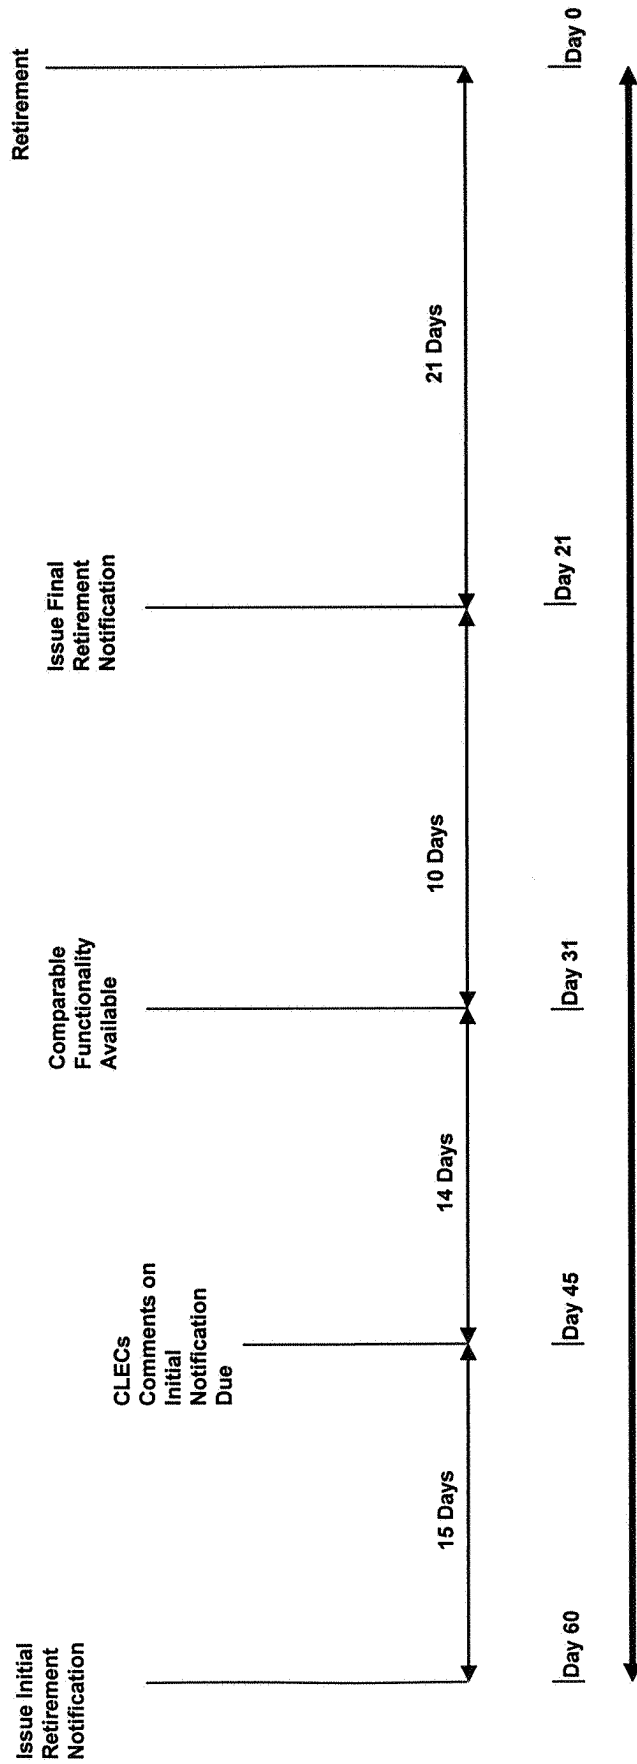 Issue Initial
Retirement
Notification
CLECs
Comments on
Initial
Notification
Due
Comparable
Functionality
Available
Issue Final
Retirement
Notification
Retirement
15 Days
14 Days
10 Days
21 Days
Day 60
Day 45
Day 31
Day 21
Day 0